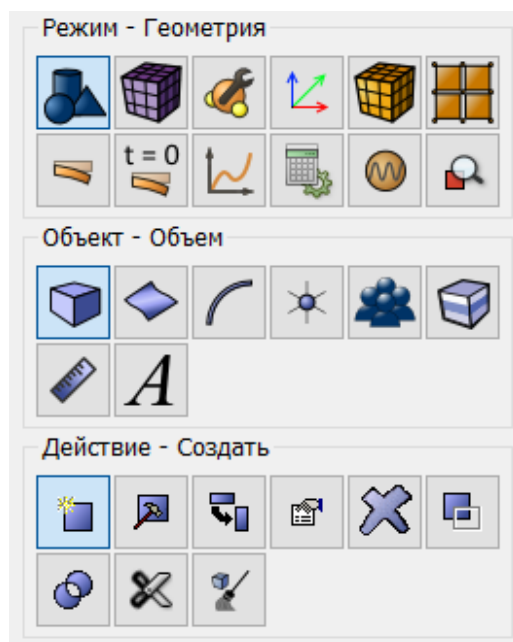 Режим - Геометрия
t = 0
Объект - Объем
A
Действие - Создать